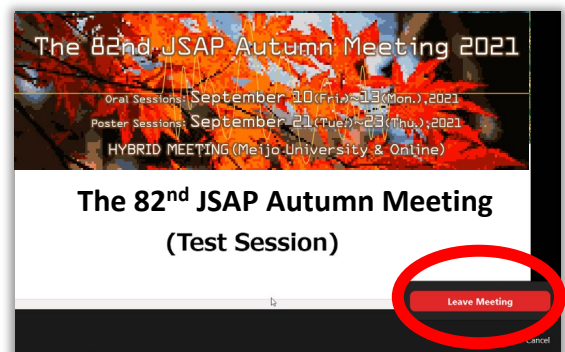 The 82nd JSAP Autumn Meeting 2021
Oral Sessions: September 10(Fri.)~13(Mon.),2021
Poster Sessions: September 21(Tue.)~23(Thu.),2021
HYBRID MEETING(Meijo University & Online)
The 82nd JSAP Autumn Meeting
(Test Session)
Leave Meeting
Cancel